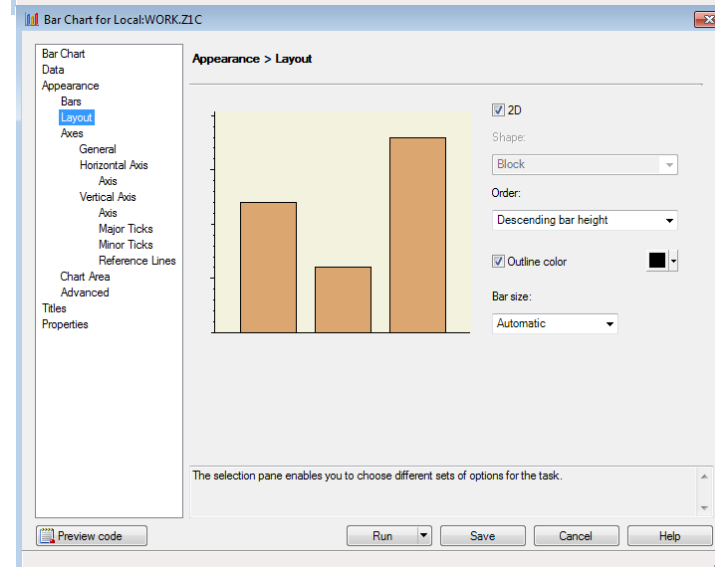 Bar Chart for Local:WORK.Z1C
Bar Chart
Data
Appearance
Bars
Layout
Axes
General
Horizontal Axis
Axis
Vertical Axis
Axis
Major Ticks
Minor Ticks
Reference Lines
Chart Area
Advanced
Titles
Properties
Appearance > Layout
2D
Shape:
Block
Order:
Descending bar height
Outline color
Bar size:
Automatic
The selection pane enables you to choose different sets of options for the task.
Preview code
Run
Save
Cancel
Help